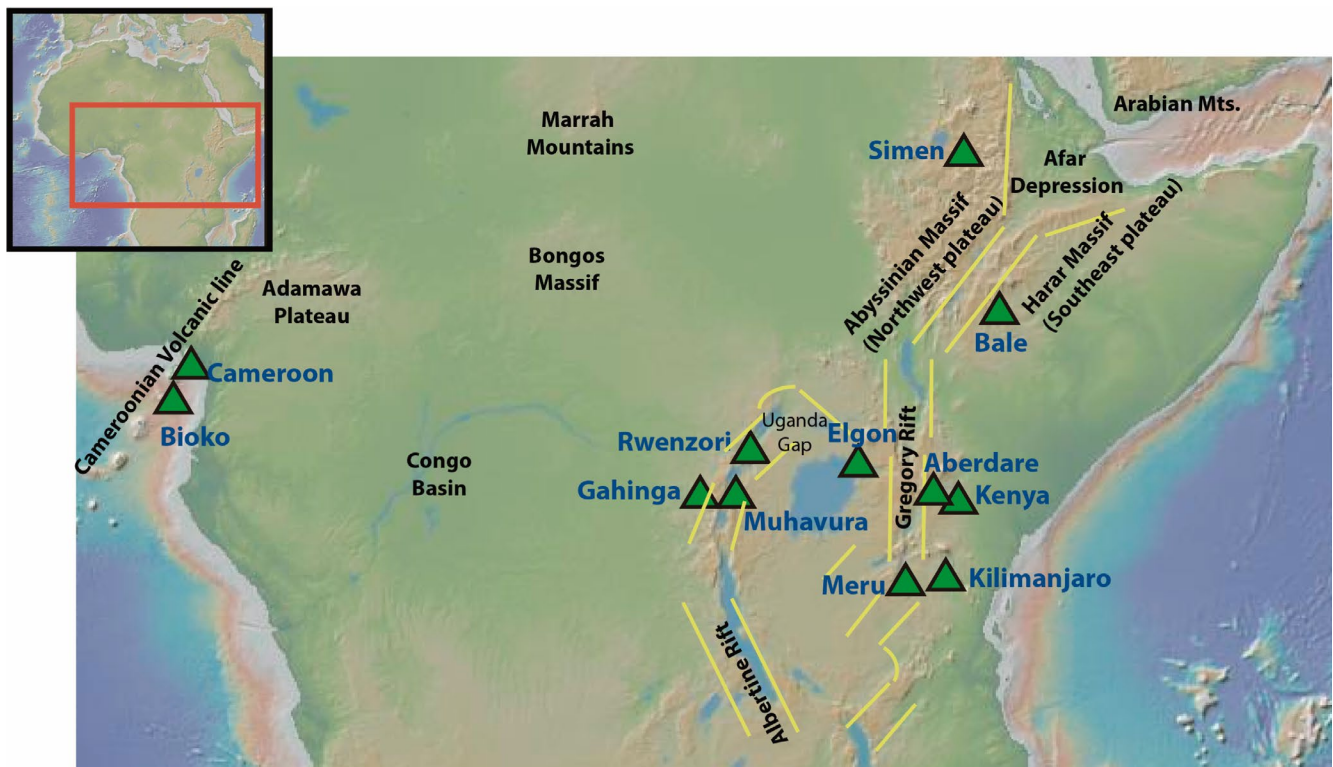 Marrah
Mountains
Arabian Mts.
Simen
Afar
Depression
Abyssinian Massif
(Northwest plateau)
Harar Massif
(Southeast plateau)
Bongos
Massif
Adamawa
Plateau
Cameroonian Volcanic line
Cameroon
Bioko
Bale
Congo
Basin
Rwenzori
Uganda
Gap
Elgon
Gahinga
Muhavura
Gregory Rift
Aberdare
Kenya
Meru
Kilimanjaro
Albertine Rift